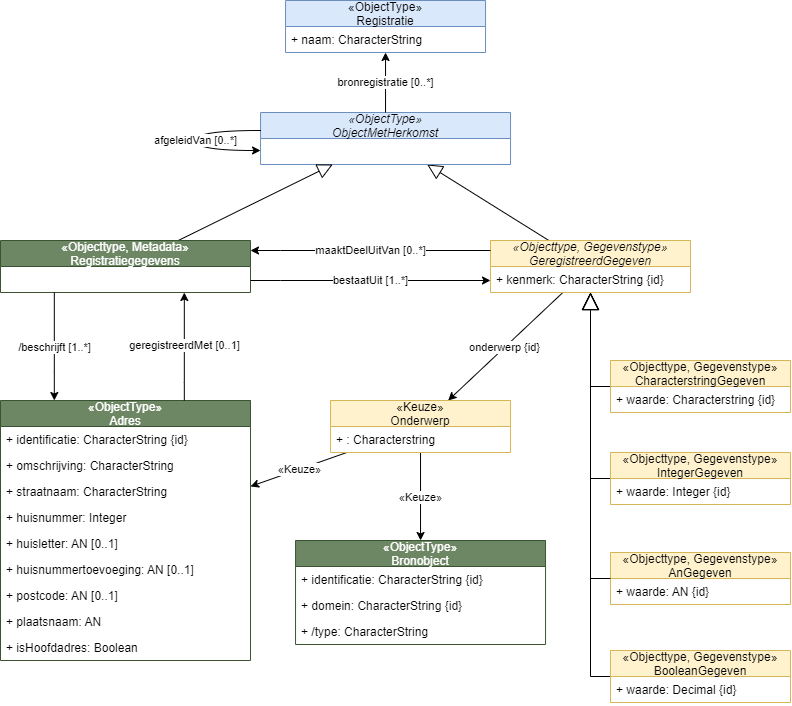 «ObjectType»
Registratie
+ naam: CharacterString
bronregistratie [0..*]
«ObjectType»
ObjectMetHerkomst
afgeleidVan [0..*]
«Objecttype, Metadata»
Registratiegegevens
maaktDeelUitVan [0..*]
bestaatUit [1..*]
«Objecttype, Gegevenstype»
GeregistreerdGegeven
+ kenmerk: CharacterString {id}
/beschrijft [1..*]
geregistreerdMet [0..1]
onderwerp {id}
«ObjectType»
Adres
+ identificatie: CharacterString {id}
+ omschrijving: CharacterString
+ straatnaam: CharacterString
+ huisnummer: Integer
+ huisletter: AN [0..1]
+ huisnummertoevoeging: AN [0..1]
+ postcode: AN [0..1]
+ plaatsnaam: AN
+ isHoofdadres: Boolean
«Keuze»
Onderwerp
+ : Characterstring
«Keuze»
«Keuze»
«ObjectType»
Bronobject
+ identificatie: CharacterString {id}
+ domein: CharacterString {id}
+ /type: CharacterString
«Objecttype, Gegevenstype»
CharacterstringGegeven
+ waarde: Characterstring {id}
«Objecttype, Gegevenstype»
IntegerGegeven
+ waarde: Integer {id}
«Objecttype, Gegevenstype»
AnGegeven
+ waarde: AN {id}
«Objecttype, Gegevenstype»
BooleanGegeven
+ waarde: Decimal {id}